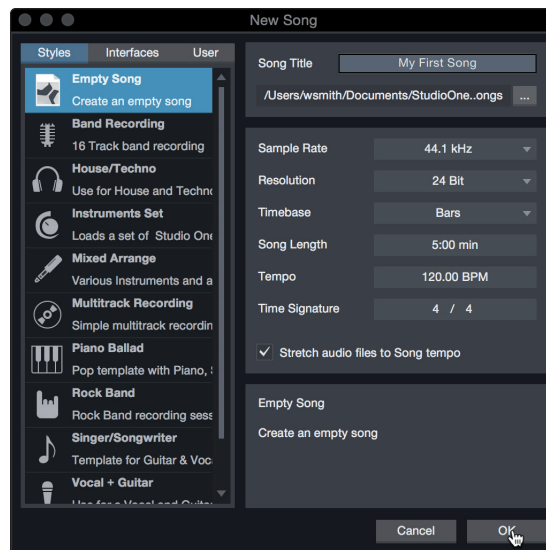 New Song
Styles Interfaces User
Empty Song
Create an empty song
Band Recording
16 Track band recording
House/Techno
Use for House and Techno
Instruments Set
Loads a set of Studio One
Mixed Arrange
Various Instruments and a
Multitrack Recording
Simple multitrack recordin
Piano Ballad
Pop template with Piano,
Rock Band
Rock Band recording sess
Singer/Songwriter
Template for Guitar & Voc
Vocal + Guitar
Song Title My First Song
/Users/wsmith/Documents/StudioOne..ongs ...
Sample Rate 44.1 kHz
Resolution 24 Bit
Timebase Bars
Song Length 5:00 min
Tempo 120.00 BPM
Time Signature 4 / 4
Stretch audio files to Song tempo
Empty Song
Create an empty song
Cancel OK